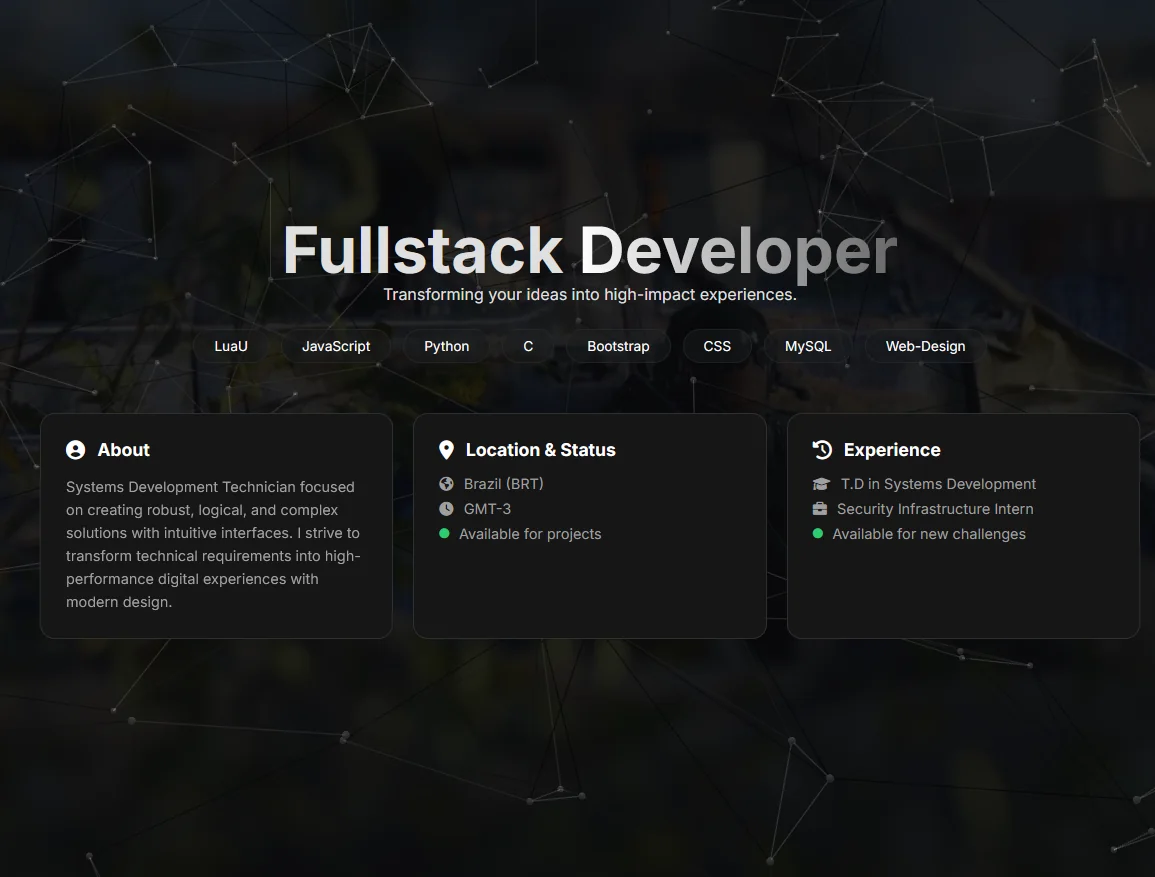 Fullstack Developer
Transforming your ideas into high-impact experiences.
LuaU JavaScript Python C Bootstrap CSS MySQL Web-Design
About
Systems Development Technician focused
on creating robust, logical, and complex
solutions with intuitive interfaces. I strive to
transform technical requirements into high-
performance digital experiences with
modern design.
Location & Status
Brazil (BRT)
GMT-3
Available for projects
Experience
T.D in Systems Development
Security Infrastructure Intern
Available for new challenges